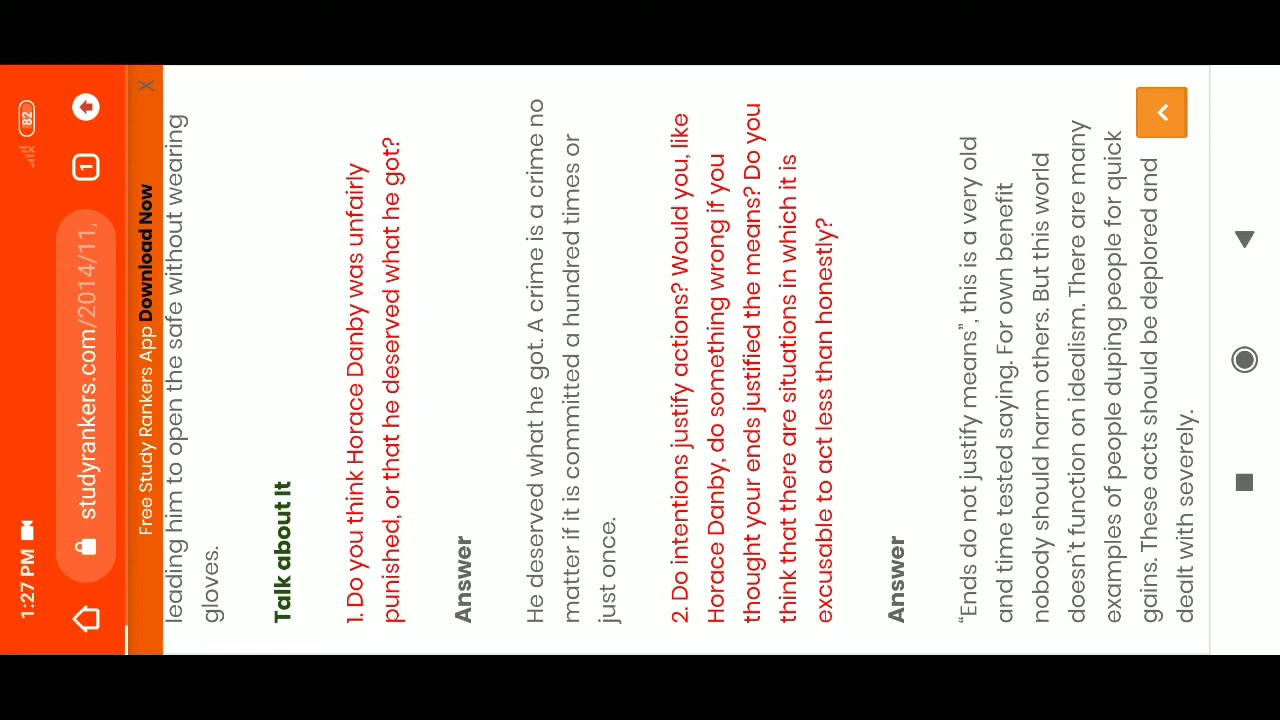 1:27 PM
82
studyrankers.com/2014/11,
1
Free Study Rankers App Download Now
X
leading him to open the safe without wearing
gloves.
Talk about It
1. Do you think Horace Danby was unfairly
punished, or that he deserved what he got?
Answer
He deserved what he got. A crime is a crime no
matter if it is committed a hundred times or
just once.
2. Do intentions justify actions? Would you, like
Horace Danby, do something wrong if you
thought your ends justified the means? Do you
think that there are situations in which it is
excusable to act less than honestly?
Answer
“Ends do not justify means”, this is a very old
and time tested saying. For own benefit
nobody should harm others. But this world
doesn’t function on idealism. There are many
examples of people duping people for quick
gains. These acts should be deplored and
dealt with severely.